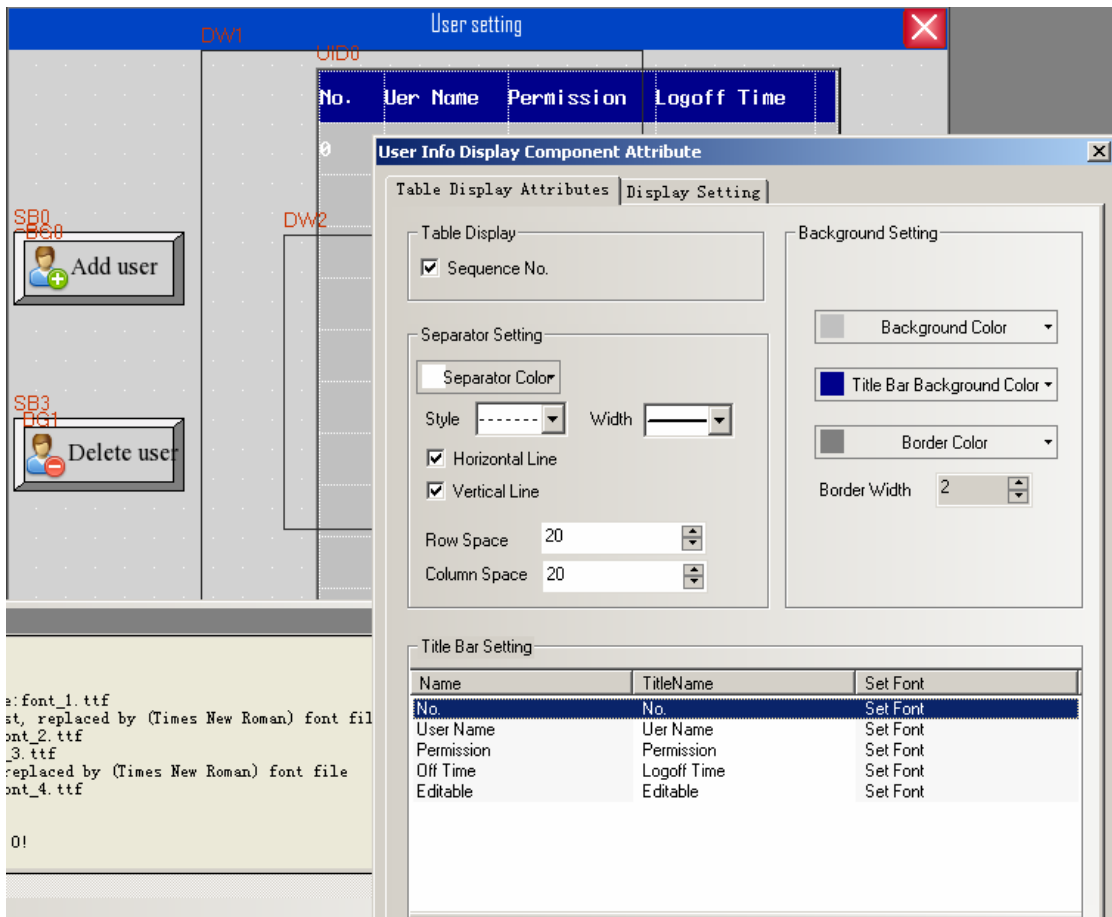 User setting
DW1
UID0
No. Uer Name Permission Logoff Time
0
User Info Display Component Attribute
Table Display Attributes Display Setting
SB0
BG0
Add user
DW2
Table Display
Sequence No.
Background Setting
Background Color
Separator Setting
Separator Color
Title Bar Background Color
SB3
BG1
Delete user
Style Width
Border Color
Horizontal Line
Vertical Line
Border Width 2
Row Space 20
Column Space 20
Title Bar Setting
Name TitleName Set Font
No. No. Set Font
User Name Uer Name Set Font
Permission Permission Set Font
Off Time Logoff Time Set Font
Editable Editable Set Font
e:font_1.ttf
st, replaced by (Times New Roman) font fil
ont_2.ttf
_3.ttf
replaced by (Times New Roman) font file
ont_4.ttf
0!